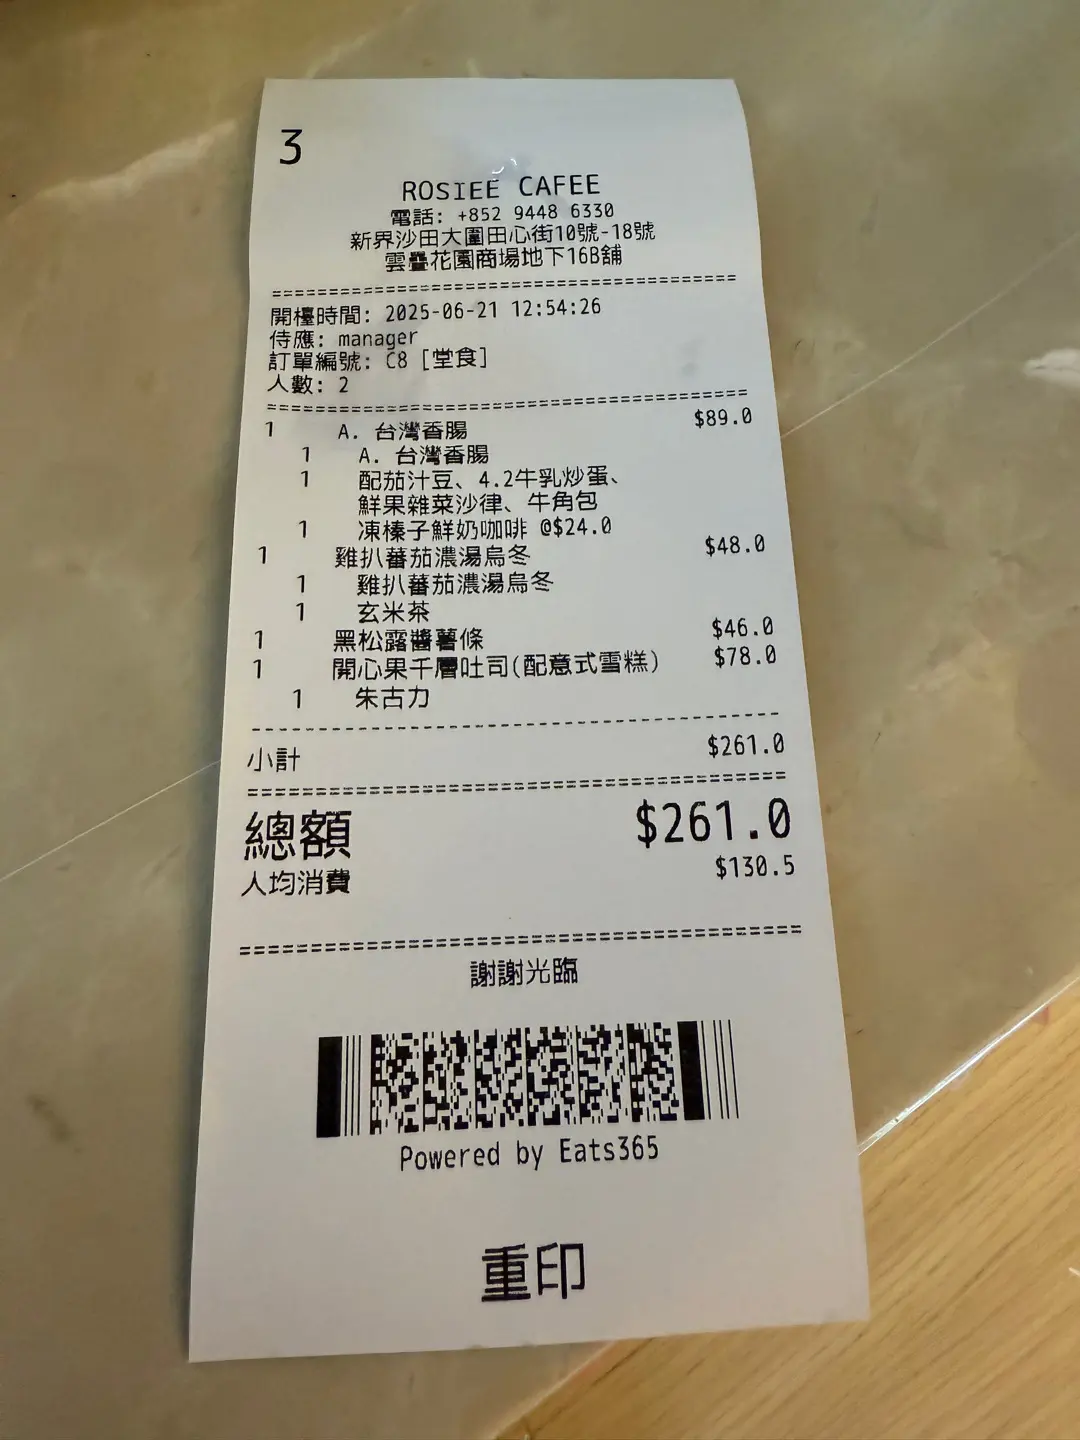 3
ROSIEE CAFEE
電話: +852 9448 6330
新界沙田大圍田心街10號-18號
雲疊花園商場地下16B舖
開檯時間: 2025-06-21 12:54:26
侍應: manager
訂單編號: C8 [堂食]
人數: 2
1 A. 台灣香腸 $89.0
1 A. 台灣香腸
1 配茄汁豆、4.2牛乳炒蛋、
鮮果雜菜沙律、牛角包
1 凍榛子鮮奶咖啡 @$24.0
1 雞扒蕃茄濃湯烏冬 $48.0
1 雞扒蕃茄濃湯烏冬
1 玄米茶
1 黑松露醬薯條 $46.0
1 開心果千層吐司(配意式雪糕) $78.0
1 朱古力
小計 $261.0
總額 $261.0
人均消費 $130.5
謝謝光臨
Powered by Eats365
重印